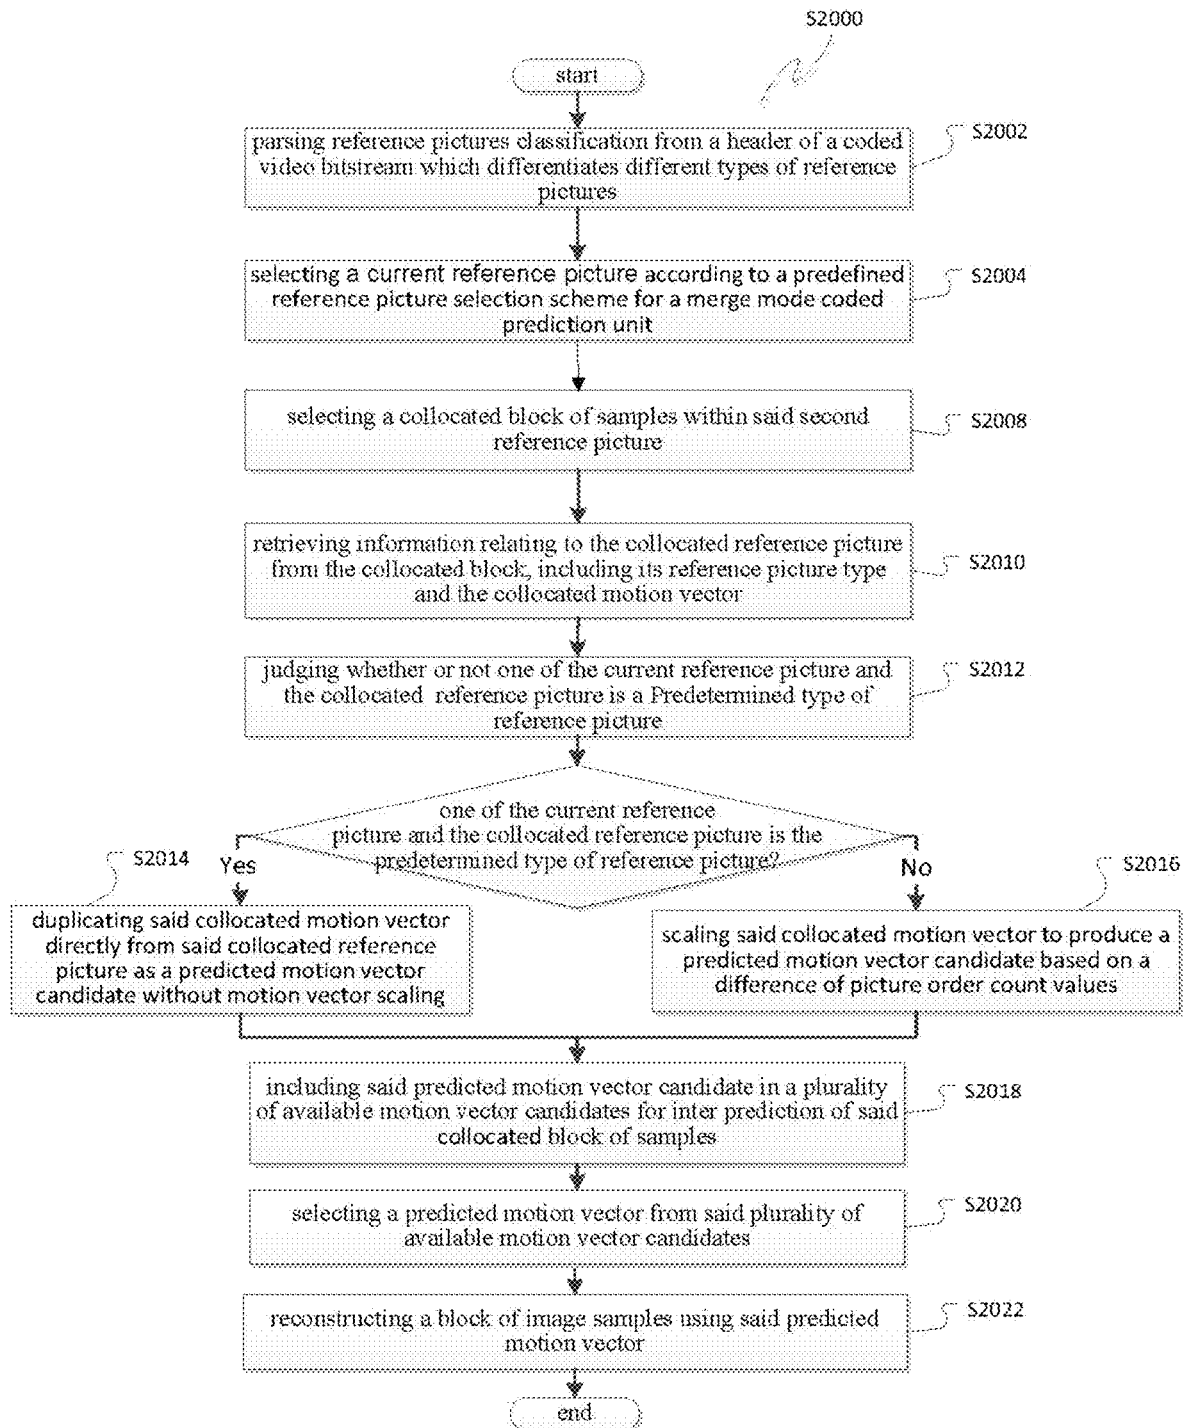 S2000
start
parsing reference pictures classification from a header of a coded
video bitstream which differentiates different types of reference
pictures
S2002
selecting a current reference picture according to a predefined
reference picture selection scheme for a merge mode coded
prediction unit
S2004
selecting a collocated block of samples within said second
reference picture
S2008
retrieving information relating to the collocated reference picture
from the collocated block, including its reference picture type
and the collocated motion vector
S2010
judging whether or not one of the current reference picture and
the collocated reference picture is a Predetermined type of
reference picture
S2012
one of the current reference
picture and the collocated reference picture is the
predetermined type of reference picture?
S2014
Yes
No
S2016
duplicating said collocated motion vector
directly from said collocated reference
picture as a predicted motion vector
candidate without motion vector scaling
scaling said collocated motion vector to produce a
predicted motion vector candidate based on a
difference of picture order count values
including said predicted motion vector candidate in a plurality
of available motion vector candidates for inter prediction of said
collocated block of samples
S2018
selecting a predicted motion vector from said plurality of
available motion vector candidates
S2020
reconstructing a block of image samples using said predicted
motion vector
S2022
end